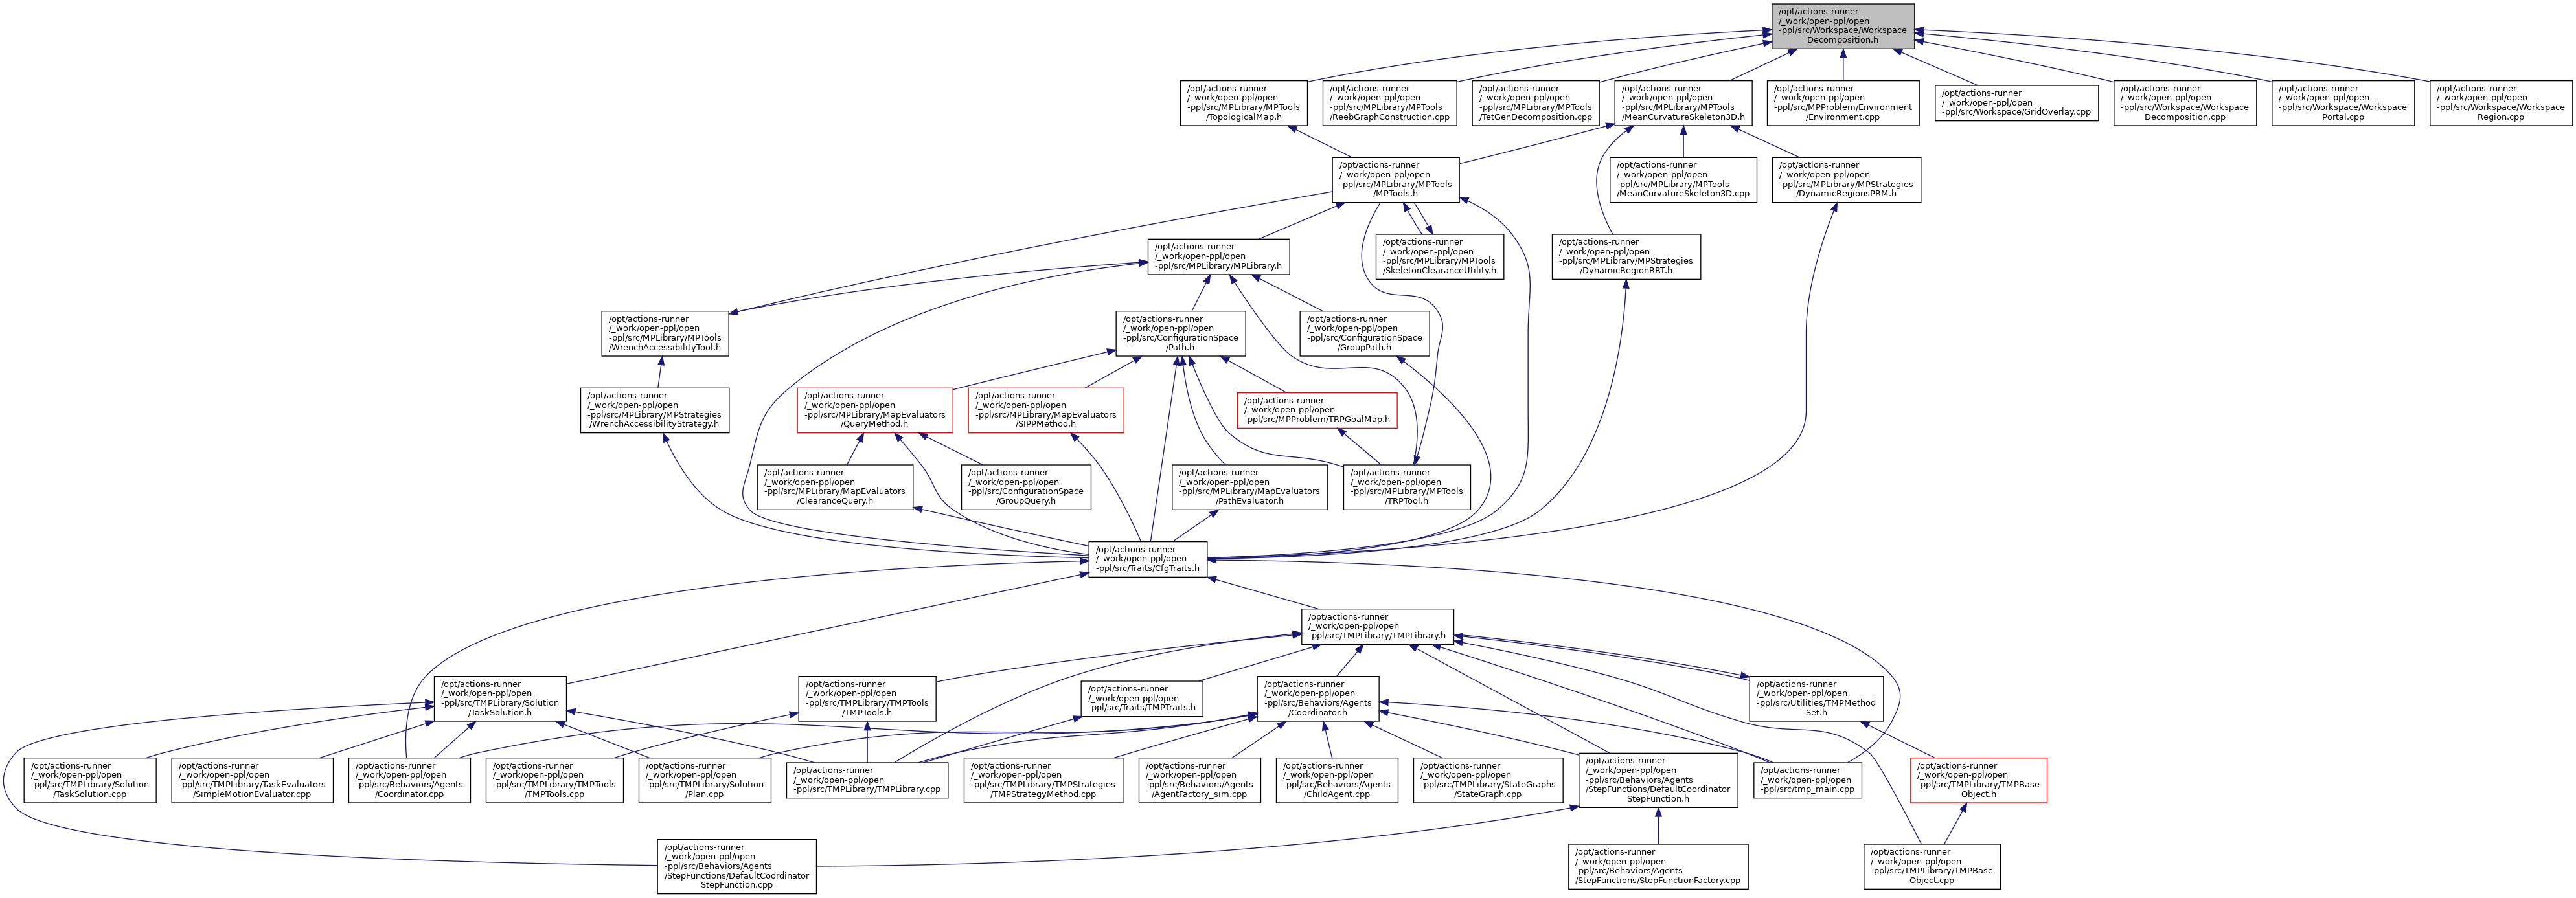 /opt/actions-runner
/_work/open-ppl/open
-ppl/src/Workspace/Workspace
Decomposition.h
/opt/actions-runner
/_work/open-ppl/open
-ppl/src/MPLibrary/MPTools
/TopologicalMap.h
/opt/actions-runner
/_work/open-ppl/open
-ppl/src/MPLibrary/MPTools
/ReebGraphConstruction.cpp
/opt/actions-runner
/_work/open-ppl/open
-ppl/src/MPLibrary/MPTools
/TetGenDecomposition.cpp
/opt/actions-runner
/_work/open-ppl/open
-ppl/src/MPLibrary/MPTools
/MeanCurvatureSkeleton3D.h
/opt/actions-runner
/_work/open-ppl/open
-ppl/src/MPProblem/Environment
/Environment.cpp
/opt/actions-runner
/_work/open-ppl/open
-ppl/src/Workspace/GridOverlay.cpp
/opt/actions-runner
/_work/open-ppl/open
-ppl/src/Workspace/Workspace
Decomposition.cpp
/opt/actions-runner
/_work/open-ppl/open
-ppl/src/Workspace/Workspace
Portal.cpp
/opt/actions-runner
/_work/open-ppl/open
-ppl/src/Workspace/Workspace
Region.cpp
/opt/actions-runner
/_work/open-ppl/open
-ppl/src/MPLibrary/MPTools
/MPTools.h
/opt/actions-runner
/_work/open-ppl/open
-ppl/src/MPLibrary/MPTools
/MeanCurvatureSkeleton3D.cpp
/opt/actions-runner
/_work/open-ppl/open
-ppl/src/MPLibrary/MPStrategies
/DynamicRegionsPRM.h
/opt/actions-runner
/_work/open-ppl/open
-ppl/src/MPLibrary/MPLibrary.h
/opt/actions-runner
/_work/open-ppl/open
-ppl/src/MPLibrary/MPTools
/SkeletonClearanceUtility.h
/opt/actions-runner
/_work/open-ppl/open
-ppl/src/MPLibrary/MPStrategies
/DynamicRegionRRT.h
/opt/actions-runner
/_work/open-ppl/open
-ppl/src/MPLibrary/MPTools
/WrenchAccessibilityTool.h
/opt/actions-runner
/_work/open-ppl/open
-ppl/src/ConfigurationSpace
/Path.h
/opt/actions-runner
/_work/open-ppl/open
-ppl/src/ConfigurationSpace
/GroupPath.h
/opt/actions-runner
/_work/open-ppl/open
-ppl/src/MPLibrary/MPStrategies
/WrenchAccessibilityStrategy.h
/opt/actions-runner
/_work/open-ppl/open
-ppl/src/MPLibrary/MapEvaluators
/QueryMethod.h
/opt/actions-runner
/_work/open-ppl/open
-ppl/src/MPLibrary/MapEvaluators
/SIPPMethod.h
/opt/actions-runner
/_work/open-ppl/open
-ppl/src/MPProblem/TRPGoalMap.h
/opt/actions-runner
/_work/open-ppl/open
-ppl/src/MPLibrary/MapEvaluators
/ClearanceQuery.h
/opt/actions-runner
/_work/open-ppl/open
-ppl/src/ConfigurationSpace
/GroupQuery.h
/opt/actions-runner
/_work/open-ppl/open
-ppl/src/MPLibrary/MapEvaluators
/PathEvaluator.h
/opt/actions-runner
/_work/open-ppl/open
-ppl/src/MPLibrary/MPTools
/TRPTool.h
/opt/actions-runner
/_work/open-ppl/open
-ppl/src/Traits/CfgTraits.h
/opt/actions-runner
/_work/open-ppl/open
-ppl/src/TMPLibrary/TMPLibrary.h
/opt/actions-runner
/_work/open-ppl/open
-ppl/src/TMPLibrary/Solution
/TaskSolution.h
/opt/actions-runner
/_work/open-ppl/open
-ppl/src/TMPLibrary/TMPTools
/TMPTools.h
/opt/actions-runner
/_work/open-ppl/open
-ppl/src/Traits/TMPTraits.h
/opt/actions-runner
/_work/open-ppl/open
-ppl/src/Behaviors/Agents
/Coordinator.h
/opt/actions-runner
/_work/open-ppl/open
-ppl/src/Utilities/TMPMethod
Set.h
/opt/actions-runner
/_work/open-ppl/open
-ppl/src/TMPLibrary/Solution
/TaskSolution.cpp
/opt/actions-runner
/_work/open-ppl/open
-ppl/src/TMPLibrary/TaskEvaluators
/SimpleMotionEvaluator.cpp
/opt/actions-runner
/_work/open-ppl/open
-ppl/src/Behaviors/Agents
/Coordinator.cpp
/opt/actions-runner
/_work/open-ppl/open
-ppl/src/TMPLibrary/TMPTools
/TMPTools.cpp
/opt/actions-runner
/_work/open-ppl/open
-ppl/src/TMPLibrary/Solution
/Plan.cpp
/opt/actions-runner
/_work/open-ppl/open
-ppl/src/TMPLibrary/TMPLibrary.cpp
/opt/actions-runner
/_work/open-ppl/open
-ppl/src/TMPLibrary/TMPStrategies
/TMPStrategyMethod.cpp
/opt/actions-runner
/_work/open-ppl/open
-ppl/src/Behaviors/Agents
/AgentFactory_sim.cpp
/opt/actions-runner
/_work/open-ppl/open
-ppl/src/Behaviors/Agents
/ChildAgent.cpp
/opt/actions-runner
/_work/open-ppl/open
-ppl/src/TMPLibrary/StateGraphs
/StateGraph.cpp
/opt/actions-runner
/_work/open-ppl/open
-ppl/src/Behaviors/Agents
/StepFunctions/DefaultCoordinator
StepFunction.h
/opt/actions-runner
/_work/open-ppl/open
-ppl/src/tmp_main.cpp
/opt/actions-runner
/_work/open-ppl/open
-ppl/src/TMPLibrary/TMPBase
Object.h
/opt/actions-runner
/_work/open-ppl/open
-ppl/src/Behaviors/Agents
/StepFunctions/DefaultCoordinator
StepFunction.cpp
/opt/actions-runner
/_work/open-ppl/open
-ppl/src/Behaviors/Agents
/StepFunctions/StepFunctionFactory.cpp
/opt/actions-runner
/_work/open-ppl/open
-ppl/src/TMPLibrary/TMPBase
Object.cpp